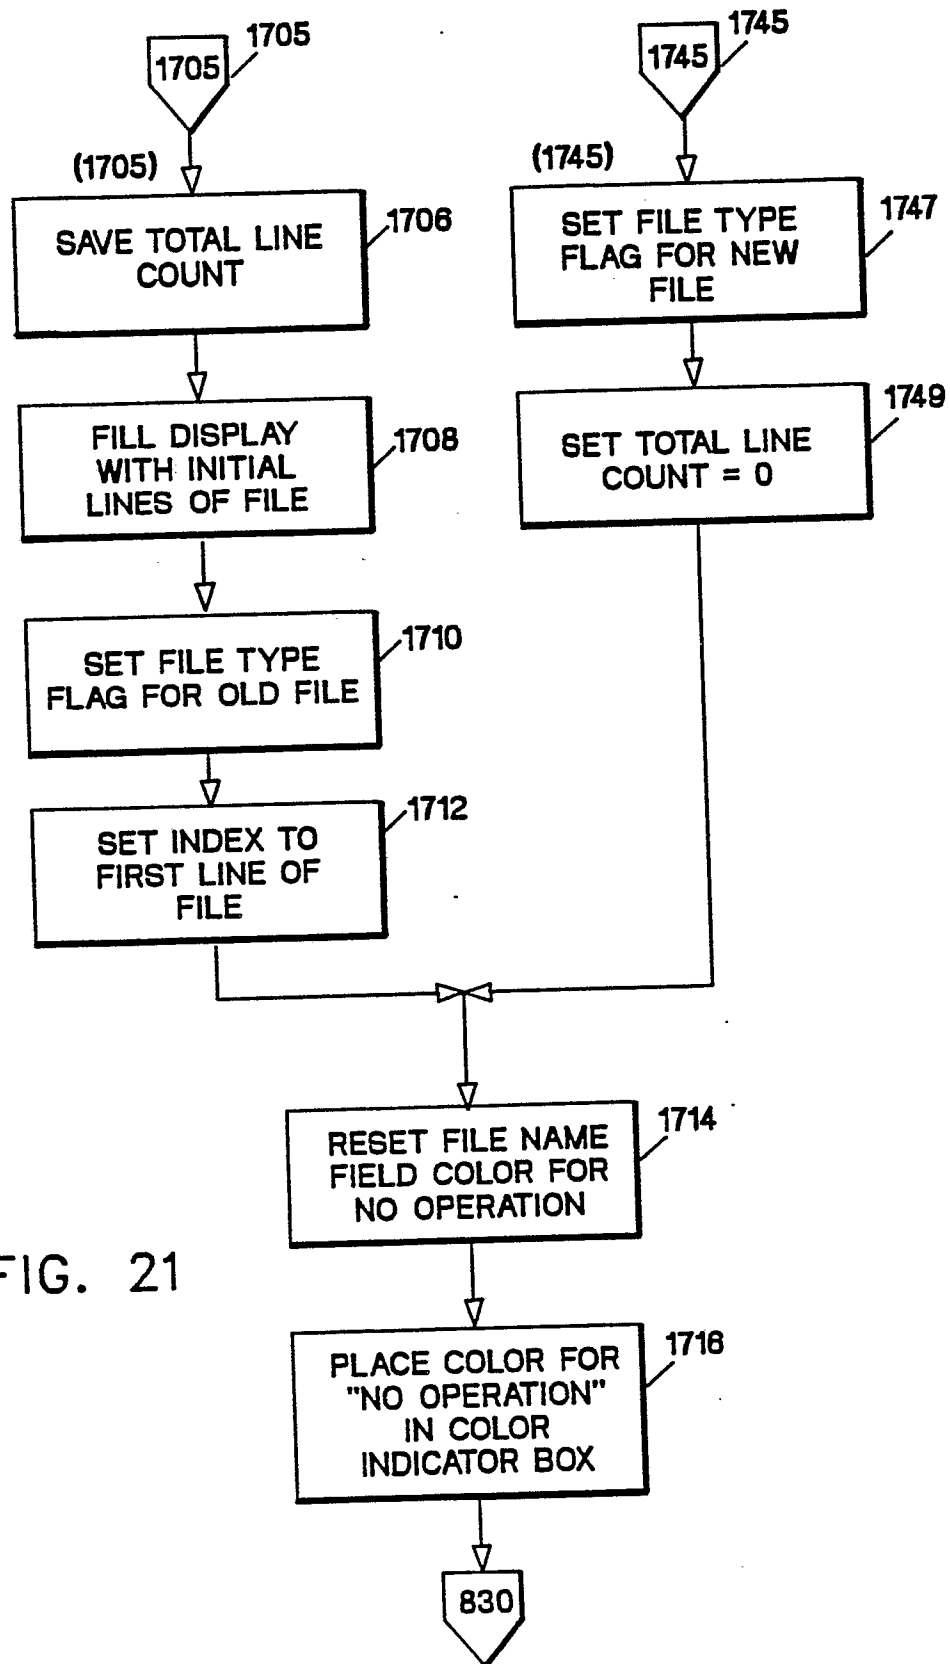 1705
1705
(1705)
SAVE TOTAL LINE
COUNT
1706
FILL DISPLAY
WITH INITIAL
LINES OF FILE
1708
SET FILE TYPE
FLAG FOR OLD FILE
1710
SET INDEX TO
FIRST LINE OF
FILE
1712
1745
1745
(1745)
SET FILE TYPE
FLAG FOR NEW
FILE
1747
SET TOTAL LINE
COUNT = 0
1749
RESET FILE NAME
FIELD COLOR FOR
NO OPERATION
1714
PLACE COLOR FOR
"NO OPERATION"
IN COLOR
INDICATOR BOX
1716
830
FIG. 21